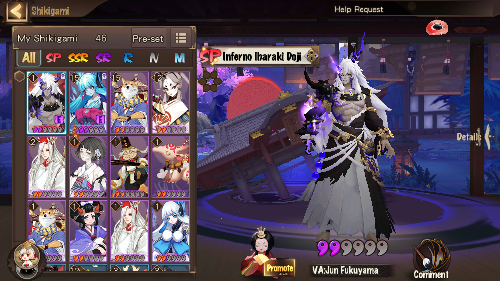 Shikigami
Help Request
My Shikigami 46 Pre-set
All SP SSR SR R N M
SP Inferno Ibaraki Doji
Details
Promote
VA:Jun Fukuyama
Comment